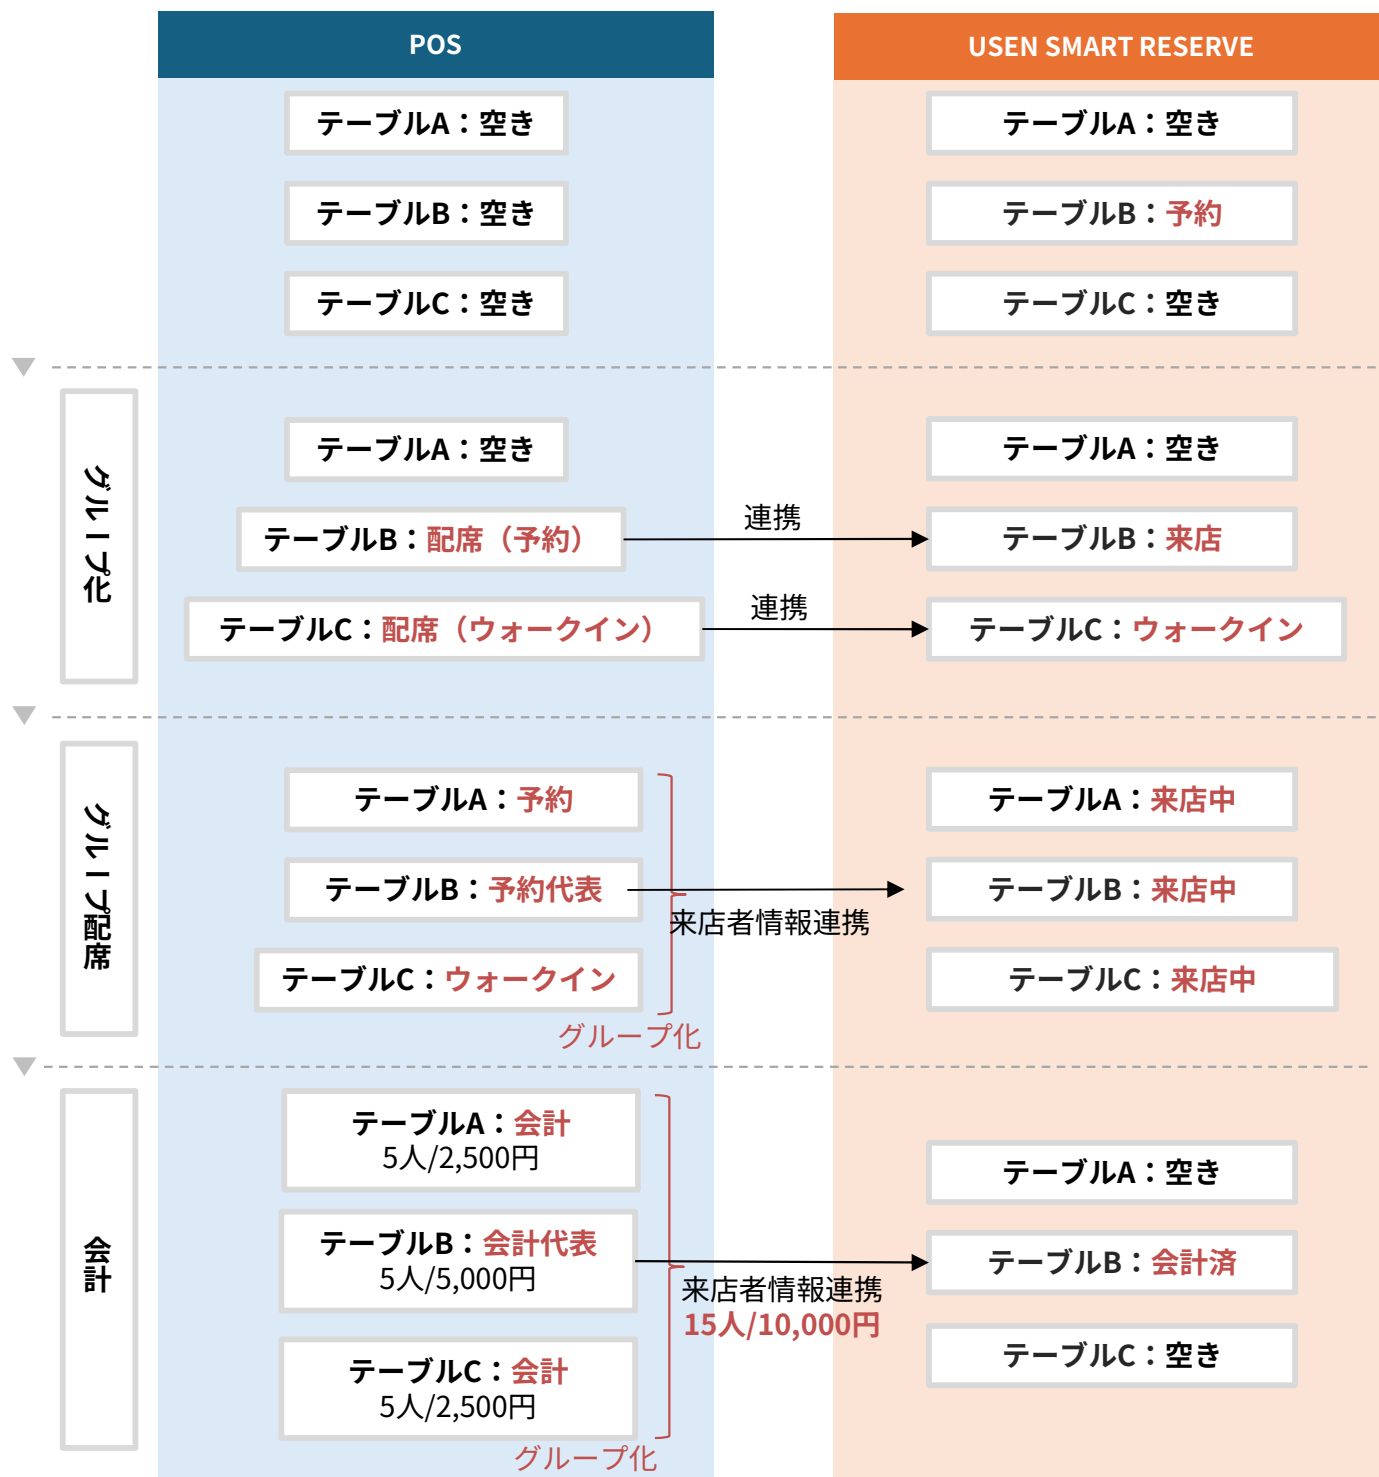 POS
USEN SMART RESERVE
テーブルA：空き
テーブルA：空き
テーブルB：空き
テーブルB：予約
テーブルC：空き
テーブルC：空き
グループ化
テーブルA：空き
テーブルA：空き
テーブルB：配席（予約）
連携
テーブルB：来店
テーブルC：配席（ウォークイン）
連携
テーブルC：ウォークイン
グループ配席
テーブルA：予約
テーブルA：来店中
テーブルB：予約代表
来店者情報連携
テーブルB：来店中
テーブルC：ウォークイン
テーブルC：来店中
グループ化
会計
テーブルA：会計
5人/2,500円
テーブルA：空き
テーブルB：会計代表
5人/5,000円
来店者情報連携
15人/10,000円
テーブルB：会計済
テーブルC：会計
5人/2,500円
テーブルC：空き
グループ化